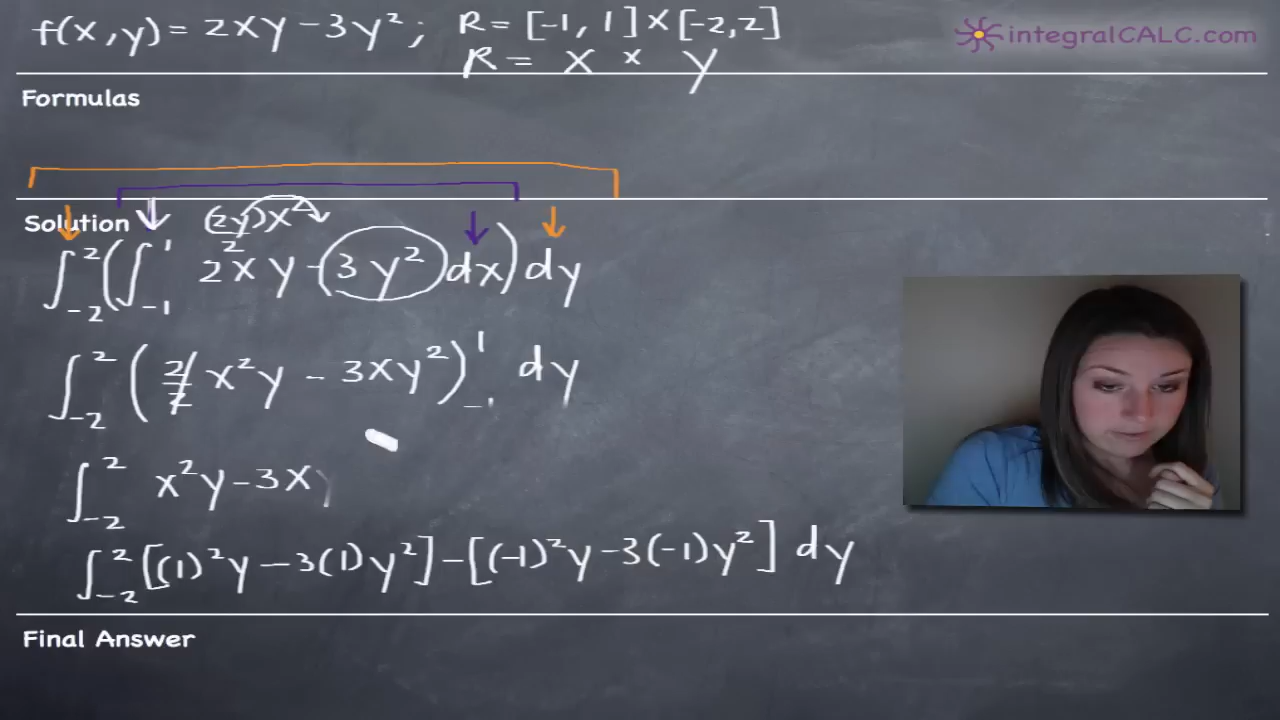 f(x,y) = 2xy - 3y²; R = [-1, 1] x [-2,2]
integralCALC.com
R = x x y
Formulas
Solution
(2y)x²
∫₋₂² (∫₋₁¹ 2²xy - 3y² dx) dy
∫₋₂² (2/2 x²y - 3xy²)₋₁¹ dy
∫₋₂² x²y - 3xy
∫₋₂² [(1)²y - 3(1)y²] - [(-1)²y - 3(-1)y²] dy
Final Answer